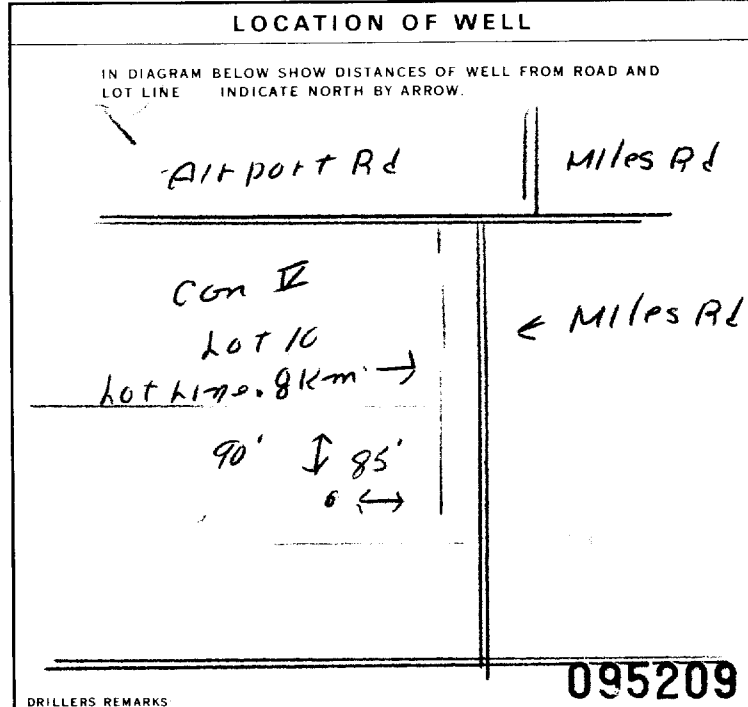 LOCATION OF WELL
IN DIAGRAM BELOW SHOW DISTANCES OF WELL FROM ROAD AND
LOT LINE INDICATE NORTH BY ARROW.
Airport Rd
Miles Rd
Con IV
Lot 10
← Miles Rd
Lot Line .8km →
90' ↕ 85'
↔
095209
DRILLERS REMARKS